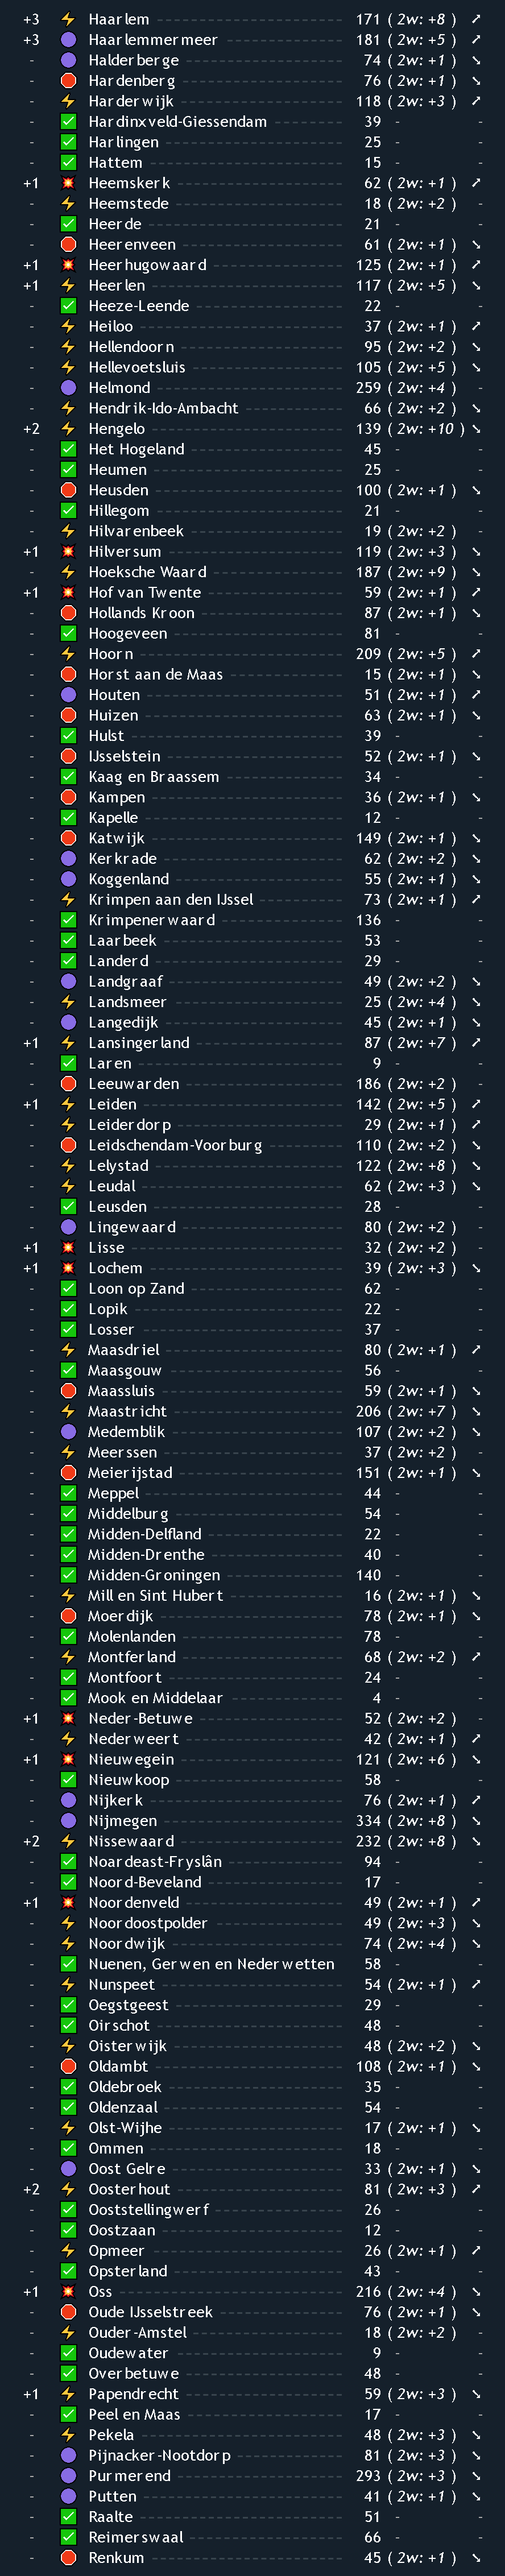 +3 ⚡ Haarlem 171 ( 2w: +8 ) ↗
+3 🟣 Haarlemmermeer 181 ( 2w: +5 ) ↗
- 🟣 Halderberge 74 ( 2w: +1 ) ↘
- 🛑 Hardenberg 76 ( 2w: +1 ) ↘
- ⚡ Harderwijk 118 ( 2w: +3 ) ↗
- ✅ Hardinxveld-Giessendam 39 - -
- ✅ Harlingen 25 - -
- ✅ Hattem 15 - -
+1 💥 Heemskerk 62 ( 2w: +1 ) ↗
- ⚡ Heemstede 18 ( 2w: +2 ) -
- ✅ Heerde 21 - -
- 🛑 Heerenveen 61 ( 2w: +1 ) ↘
+1 💥 Heerhugowaard 125 ( 2w: +1 ) ↗
+1 ⚡ Heerlen 117 ( 2w: +5 ) ↘
- ✅ Heeze-Leende 22 - -
- ⚡ Heiloo 37 ( 2w: +1 ) ↗
- ⚡ Hellendoorn 95 ( 2w: +2 ) ↘
- ⚡ Hellevoetsluis 105 ( 2w: +5 ) ↘
- 🟣 Helmond 259 ( 2w: +4 ) -
- ⚡ Hendrik-Ido-Ambacht 66 ( 2w: +2 ) ↘
+2 ⚡ Hengelo 139 ( 2w: +10 ) ↘
- ✅ Het Hogeland 45 - -
- ✅ Heumen 25 - -
- 🛑 Heusden 100 ( 2w: +1 ) ↘
- ✅ Hillegom 21 - -
- ⚡ Hilvarenbeek 19 ( 2w: +2 ) -
+1 💥 Hilversum 119 ( 2w: +3 ) ↘
- ⚡ Hoeksche Waard 187 ( 2w: +9 ) ↘
+1 💥 Hof van Twente 59 ( 2w: +1 ) ↗
- 🛑 Hollands Kroon 87 ( 2w: +1 ) ↘
- ✅ Hoogeveen 81 - -
- ⚡ Hoorn 209 ( 2w: +5 ) ↗
- 🛑 Horst aan de Maas 15 ( 2w: +1 ) ↘
- 🟣 Houten 51 ( 2w: +1 ) ↗
- 🛑 Huizen 63 ( 2w: +1 ) ↘
- ✅ Hulst 39 - -
- 🛑 IJsselstein 52 ( 2w: +1 ) ↘
- ✅ Kaag en Braassem 34 - -
- 🛑 Kampen 36 ( 2w: +1 ) ↘
- ✅ Kapelle 12 - -
- 🛑 Katwijk 149 ( 2w: +1 ) ↘
- 🟣 Kerkrade 62 ( 2w: +2 ) ↘
- 🟣 Koggenland 55 ( 2w: +1 ) ↘
- ⚡ Krimpen aan den IJssel 73 ( 2w: +1 ) ↗
- ✅ Krimpenerwaard 136 - -
- ✅ Laarbeek 53 - -
- ✅ Landerd 29 - -
- 🟣 Landgraaf 49 ( 2w: +2 ) ↘
- ⚡ Landsmeer 25 ( 2w: +4 ) ↘
- 🟣 Langedijk 45 ( 2w: +1 ) ↘
+1 ⚡ Lansingerland 87 ( 2w: +7 ) ↗
- ✅ Laren 9 - -
- 🛑 Leeuwarden 186 ( 2w: +2 ) -
+1 ⚡ Leiden 142 ( 2w: +5 ) ↗
- ⚡ Leiderdorp 29 ( 2w: +1 ) ↗
- 🛑 Leidschendam-Voorburg 110 ( 2w: +2 ) ↘
- ⚡ Lelystad 122 ( 2w: +8 ) ↘
- ⚡ Leudal 62 ( 2w: +3 ) ↘
- ✅ Leusden 28 - -
- 🟣 Lingewaard 80 ( 2w: +2 ) -
+1 💥 Lisse 32 ( 2w: +2 ) -
+1 💥 Lochem 39 ( 2w: +3 ) ↘
- ✅ Loon op Zand 62 - -
- ✅ Lopik 22 - -
- ✅ Losser 37 - -
- ⚡ Maasdriel 80 ( 2w: +1 ) ↗
- ✅ Maasgouw 56 - -
- 🛑 Maassluis 59 ( 2w: +1 ) ↘
- ⚡ Maastricht 206 ( 2w: +7 ) ↘
- 🟣 Medemblik 107 ( 2w: +2 ) ↘
- ⚡ Meerssen 37 ( 2w: +2 ) -
- 🛑 Meierijstad 151 ( 2w: +1 ) ↘
- ✅ Meppel 44 - -
- ✅ Middelburg 54 - -
- ✅ Midden-Delfland 22 - -
- ✅ Midden-Drenthe 40 - -
- ✅ Midden-Groningen 140 - -
- ⚡ Mill en Sint Hubert 16 ( 2w: +1 ) ↘
- 🛑 Moerdijk 78 ( 2w: +1 ) ↘
- ✅ Molenlanden 78 - -
- ⚡ Montferland 68 ( 2w: +2 ) ↗
- ✅ Montfoort 24 - -
- ✅ Mook en Middelaar 4 - -
+1 💥 Neder-Betuwe 52 ( 2w: +2 ) -
- ⚡ Nederweert 42 ( 2w: +1 ) ↗
+1 💥 Nieuwegein 121 ( 2w: +6 ) ↘
- ✅ Nieuwkoop 58 - -
- 🟣 Nijkerk 76 ( 2w: +1 ) ↗
- 🟣 Nijmegen 334 ( 2w: +8 ) ↘
+2 ⚡ Nissewaard 232 ( 2w: +8 ) ↘
- ✅ Noardeast-Fryslân 94 - -
- ✅ Noord-Beveland 17 - -
+1 💥 Noordenveld 49 ( 2w: +1 ) ↗
- ⚡ Noordoostpolder 49 ( 2w: +3 ) ↘
- ⚡ Noordwijk 74 ( 2w: +4 ) ↘
- ✅ Nuenen, Gerwen en Nederwetten 58 - -
- ⚡ Nunspeet 54 ( 2w: +1 ) ↗
- ✅ Oegstgeest 29 - -
- ✅ Oirschot 48 - -
- ⚡ Oisterwijk 48 ( 2w: +2 ) ↘
- 🛑 Oldambt 108 ( 2w: +1 ) ↘
- ✅ Oldebroek 35 - -
- ✅ Oldenzaal 54 - -
- ⚡ Olst-Wijhe 17 ( 2w: +1 ) ↘
- ✅ Ommen 18 - -
- 🟣 Oost Gelre 33 ( 2w: +1 ) ↘
+2 ⚡ Oosterhout 81 ( 2w: +3 ) ↗
- ✅ Ooststellingwerf 26 - -
- ✅ Oostzaan 12 - -
- ⚡ Opmeer 26 ( 2w: +1 ) ↗
- ✅ Opsterland 43 - -
+1 💥 Oss 216 ( 2w: +4 ) ↘
- 🛑 Oude IJsselstreek 76 ( 2w: +1 ) ↘
- ⚡ Ouder-Amstel 18 ( 2w: +2 ) -
- ✅ Oudewater 9 - -
- ✅ Overbetuwe 48 - -
+1 ⚡ Papendrecht 59 ( 2w: +3 ) ↘
- ✅ Peel en Maas 17 - -
- ⚡ Pekela 48 ( 2w: +3 ) ↘
- 🟣 Pijnacker-Nootdorp 81 ( 2w: +3 ) ↘
- 🟣 Purmerend 293 ( 2w: +3 ) ↘
- 🟣 Putten 41 ( 2w: +1 ) ↘
- ✅ Raalte 51 - -
- ✅ Reimerswaal 66 - -
- 🛑 Renkum 45 ( 2w: +1 ) ↘